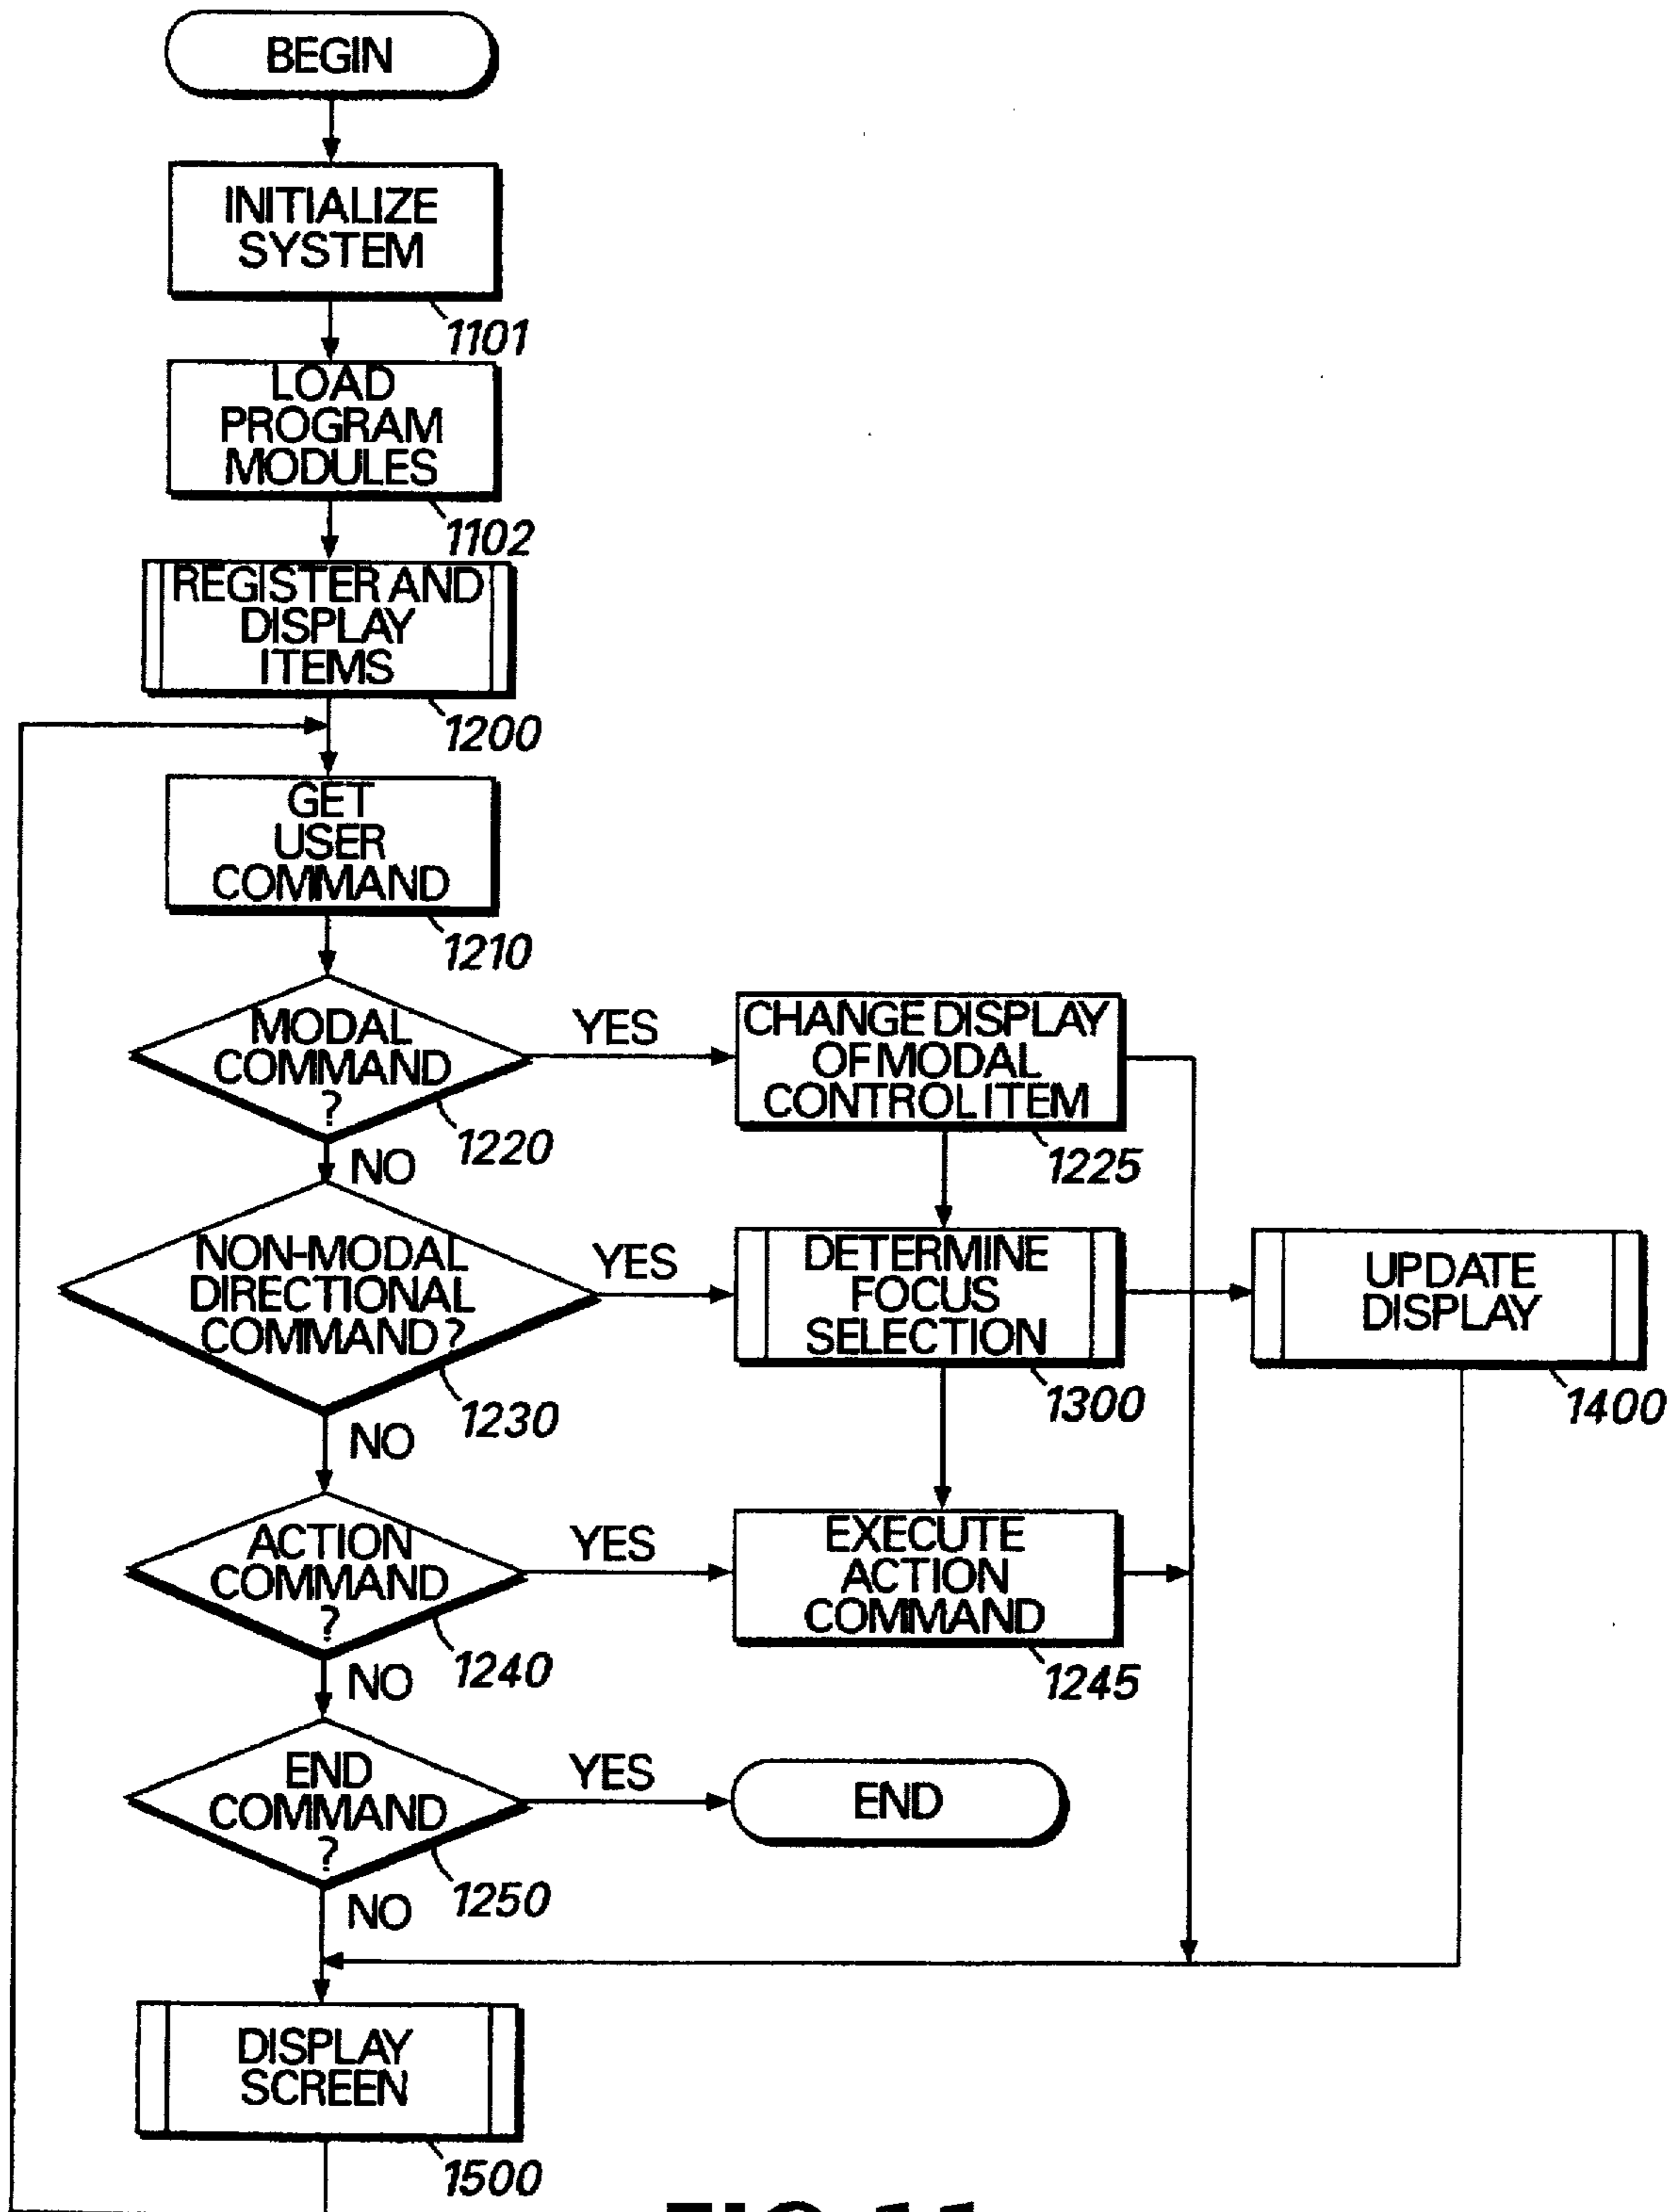 BEGIN
INITIALIZE
SYSTEM
1101
LOAD
PROGRAM
MODULES
1102
REGISTER AND
DISPLAY
ITEMS
1200
GET
USER
COMMAND
1210
MODAL
COMMAND
?
1220
YES
NO
CHANGE DISPLAY
OF MODAL
CONTROL ITEM
1225
NON-MODAL
DIRECTIONAL
COMMAND?
1230
YES
NO
DETERMINE
FOCUS
SELECTION
1300
UPDATE
DISPLAY
1400
ACTION
COMMAND
?
1240
YES
NO
EXECUTE
ACTION
COMMAND
1245
END
COMMAND
?
1250
YES
NO
END
DISPLAY
SCREEN
1500